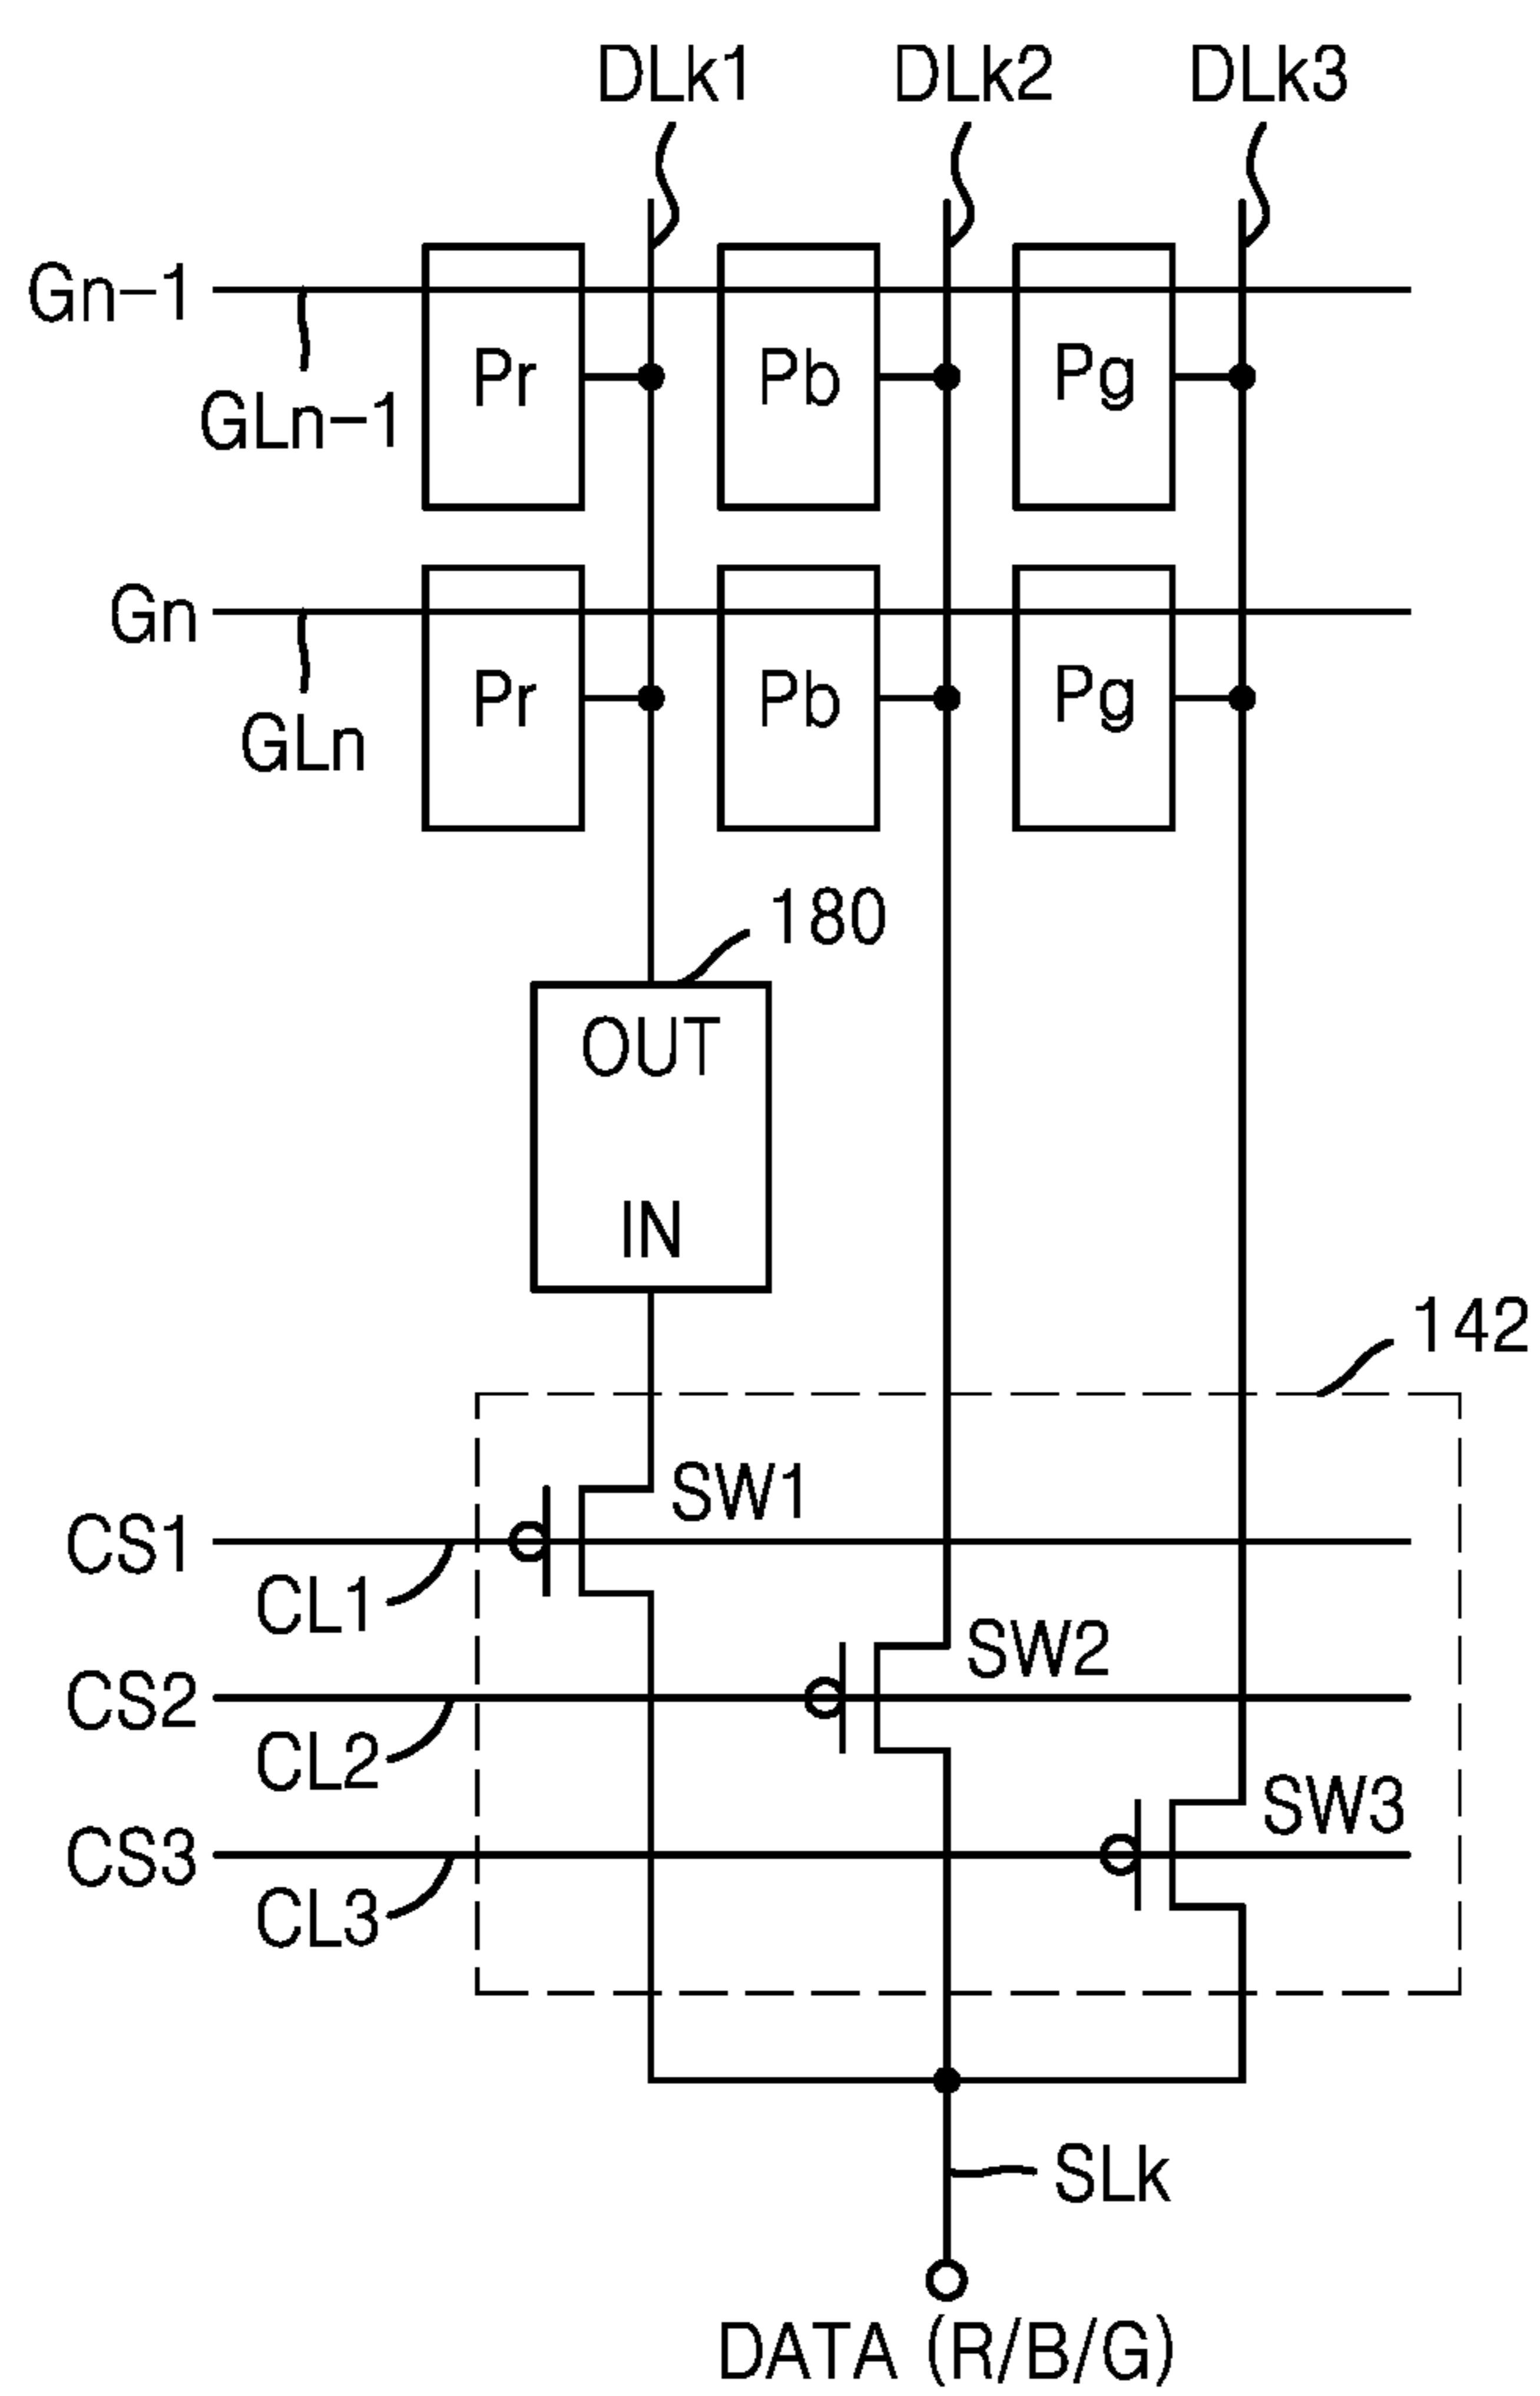 DLk1 DLk2 DLk3
Gn-1
Pr Pb Pg
GLn-1
Gn
Pr Pb Pg
GLn
180
OUT
IN
142
SW1
CS1
CL1
SW2
CS2
CL2
SW3
CS3
CL3
SLk
DATA (R/B/G)